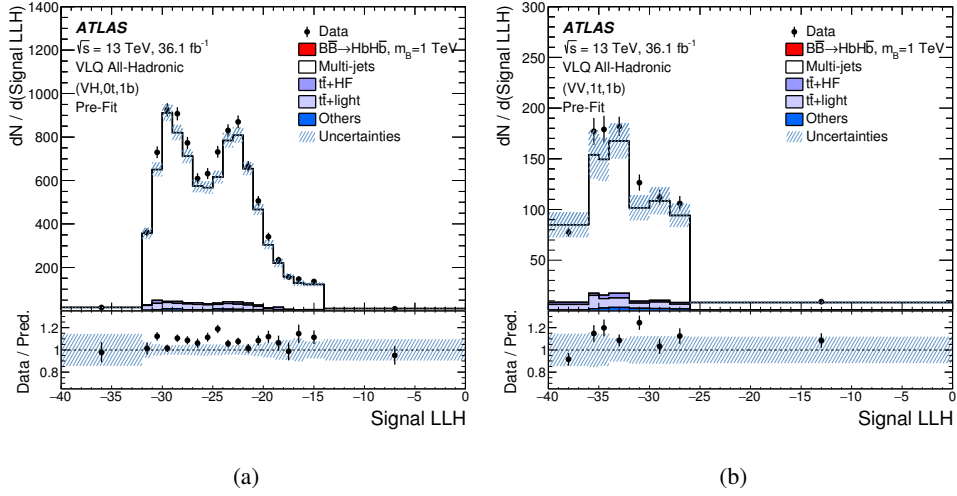 ATLAS
√s = 13 TeV, 36.1 fb⁻¹
VLQ All-Hadronic
(VH,0t,1b)
Pre-Fit
Data
BB̅→HbHb̅, m_B=1 TeV
Multi-jets
tt̅+HF
tt̅+light
Others
Uncertainties
dN / d(Signal LLH)
1400
1200
1000
800
600
400
200
Data / Pred.
1.2
1
0.8
−40 −35 −30 −25 −20 −15 −10 −5 0
Signal LLH
(a)
ATLAS
√s = 13 TeV, 36.1 fb⁻¹
VLQ All-Hadronic
(VV,1t,1b)
Pre-Fit
Data
BB̅→HbHb̅, m_B=1 TeV
Multi-jets
tt̅+HF
tt̅+light
Others
Uncertainties
dN / d(Signal LLH)
300
250
200
150
100
50
Data / Pred.
1.2
1
0.8
−40 −35 −30 −25 −20 −15 −10 −5 0
Signal LLH
(b)